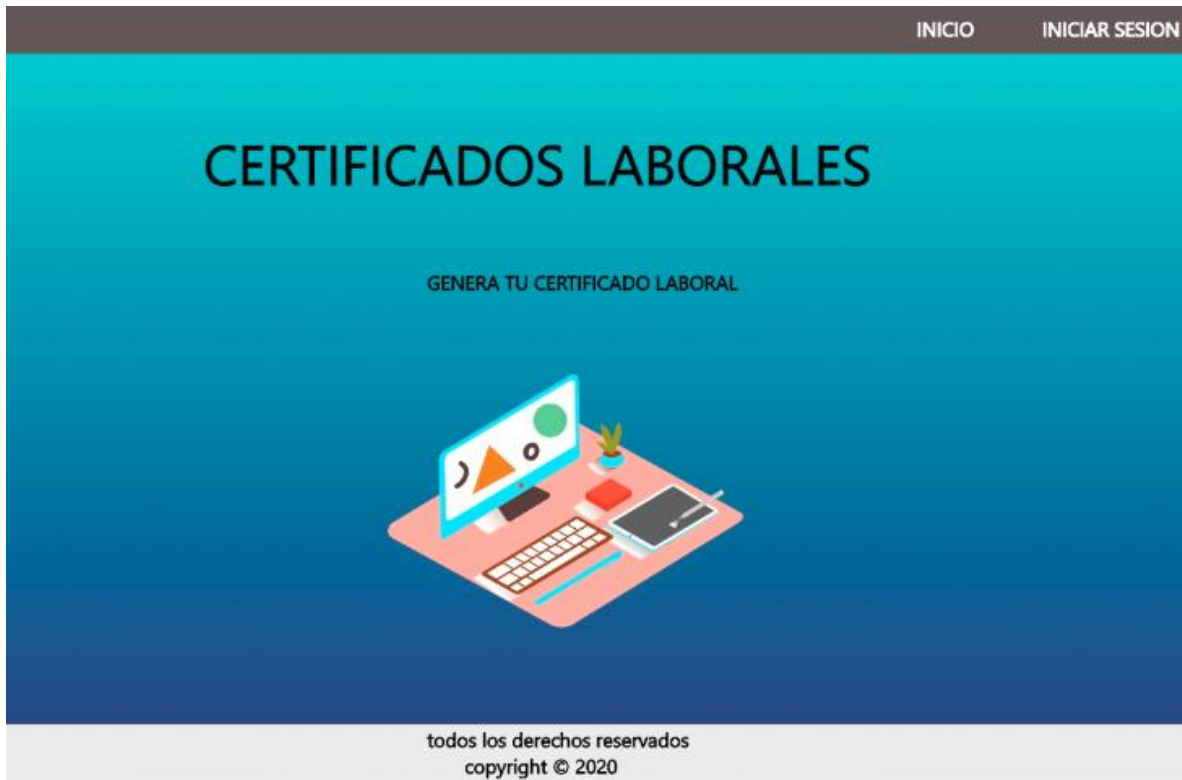 INICIO INICIAR SESION
CERTIFICADOS LABORALES
GENERA TU CERTIFICADO LABORAL
todos los derechos reservados
copyright © 2020